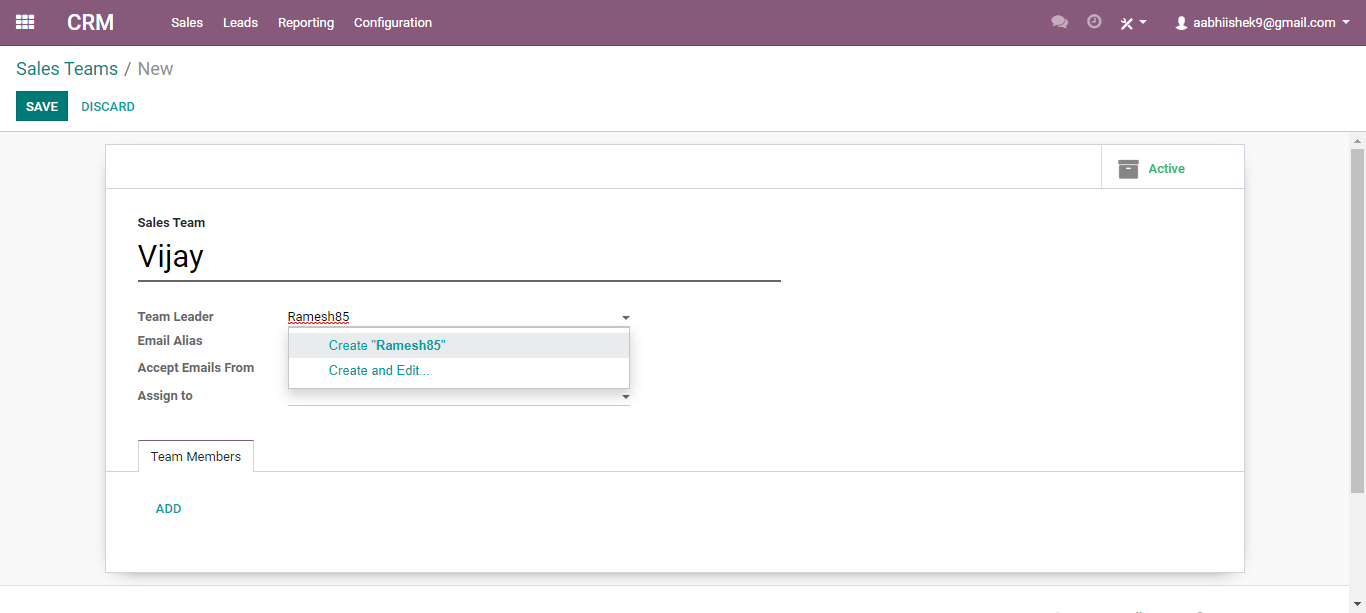 CRM Sales Leads Reporting Configuration aabhiishek9@gmail.com
Sales Teams / New
SAVE DISCARD
Active
Sales Team
Vijay
Team Leader Ramesh85
Email Alias Create "Ramesh85"
Accept Emails From Create and Edit...
Assign to
Team Members
ADD